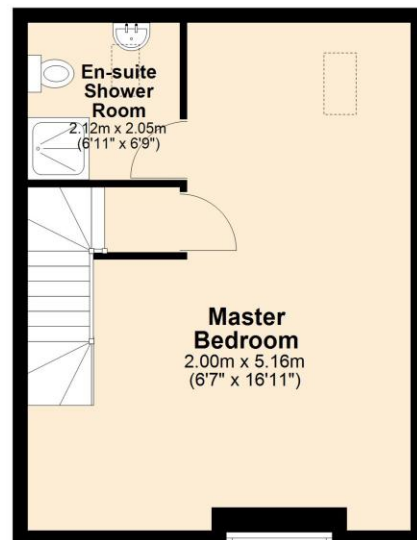 En-suite
Shower
Room
2.12m x 2.05m
(6'11" x 6'9")
Master
Bedroom
2.00m x 5.16m
(6'7" x 16'11")